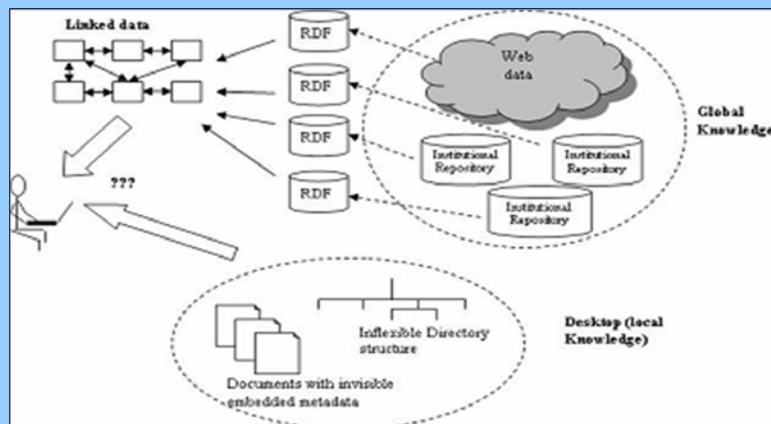 Linked data
RDF
RDF
RDF
RDF
Web
data
Global
Knowledge
Institutional
Repository
Institutional
Repository
Institutional
Repository
???
Inflexible Directory
structure
Documents with invisible
embedded metadata
Desktop (local
Knowledge)